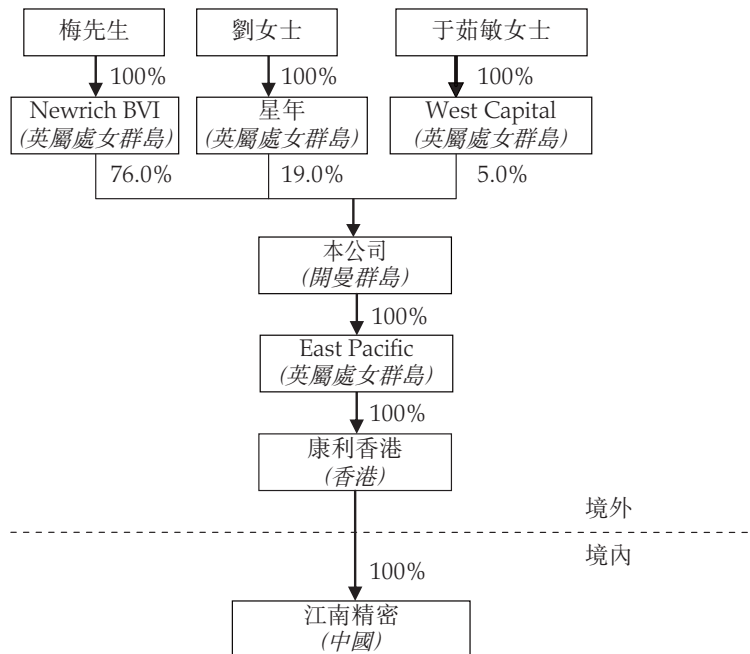 梅先生
劉女士
于茹敏女士
100%
100%
100%
Newrich BVI
(英屬處女群島)
星年
(英屬處女群島)
West Capital
(英屬處女群島)
76.0%
19.0%
5.0%
本公司
(開曼群島)
100%
East Pacific
(英屬處女群島)
100%
康利香港
(香港)
境外
境內
100%
江南精密
(中國)